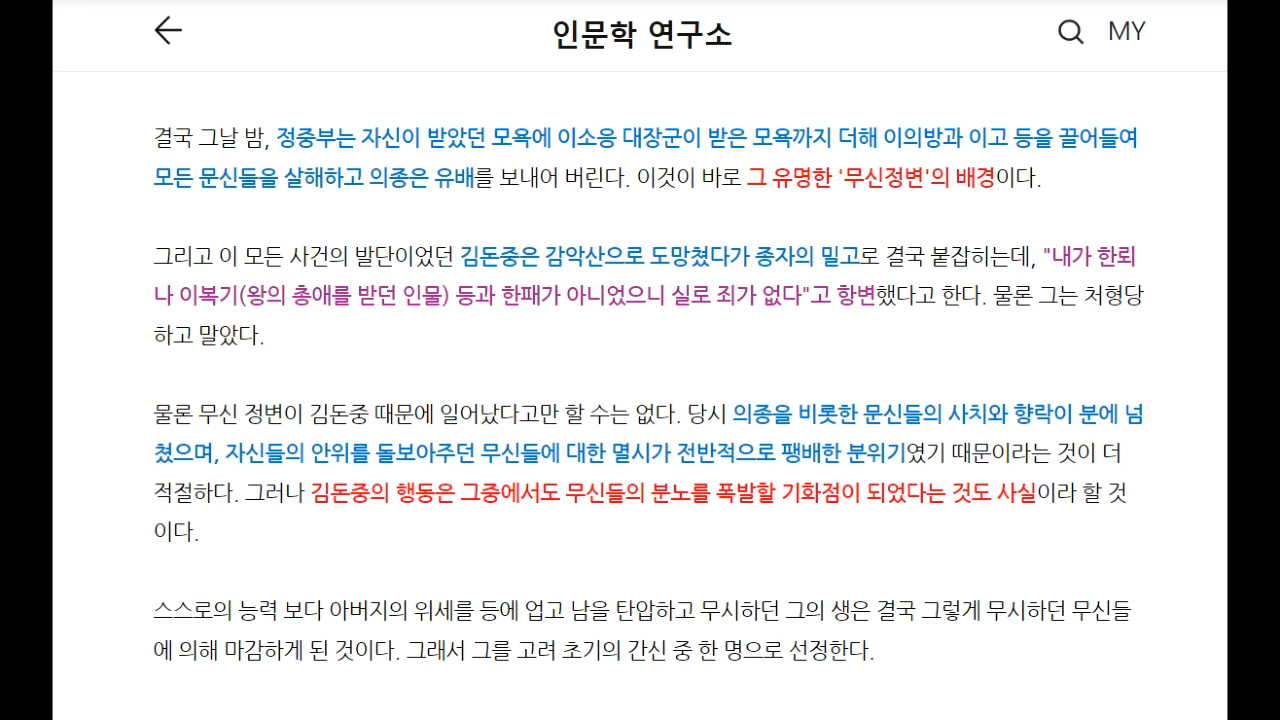 인문학 연구소
MY
결국 그날 밤, 정중부는 자신이 받았던 모욕에 이소응 대장군이 받은 모욕까지 더해 이의방과 이고 등을 끌어들여
모든 문신들을 살해하고 의종은 유배를 보내어 버린다. 이것이 바로 그 유명한 '무신정변'의 배경이다.
그리고 이 모든 사건의 발단이었던 김돈중은 감악산으로 도망쳤다가 종자의 밀고로 결국 붙잡히는데, "내가 한뢰
나 이복기(왕의 총애를 받던 인물) 등과 한패가 아니었으니 실로 죄가 없다"고 항변했다고 한다. 물론 그는 처형당
하고 말았다.
물론 무신 정변이 김돈중 때문에 일어났다고만 할 수는 없다. 당시 의종을 비롯한 문신들의 사치와 향락이 분에 넘
쳤으며, 자신들의 안위를 돌보아주던 무신들에 대한 멸시가 전반적으로 팽배한 분위기였기 때문이라는 것이 더
적절하다. 그러나 김돈중의 행동은 그중에서도 무신들의 분노를 폭발할 기화점이 되었다는 것도 사실이라 할 것
이다.
스스로의 능력 보다 아버지의 위세를 등에 업고 남을 탄압하고 무시하던 그의 생은 결국 그렇게 무시하던 무신들
에 의해 마감하게 된 것이다. 그래서 그를 고려 초기의 간신 중 한 명으로 선정한다.